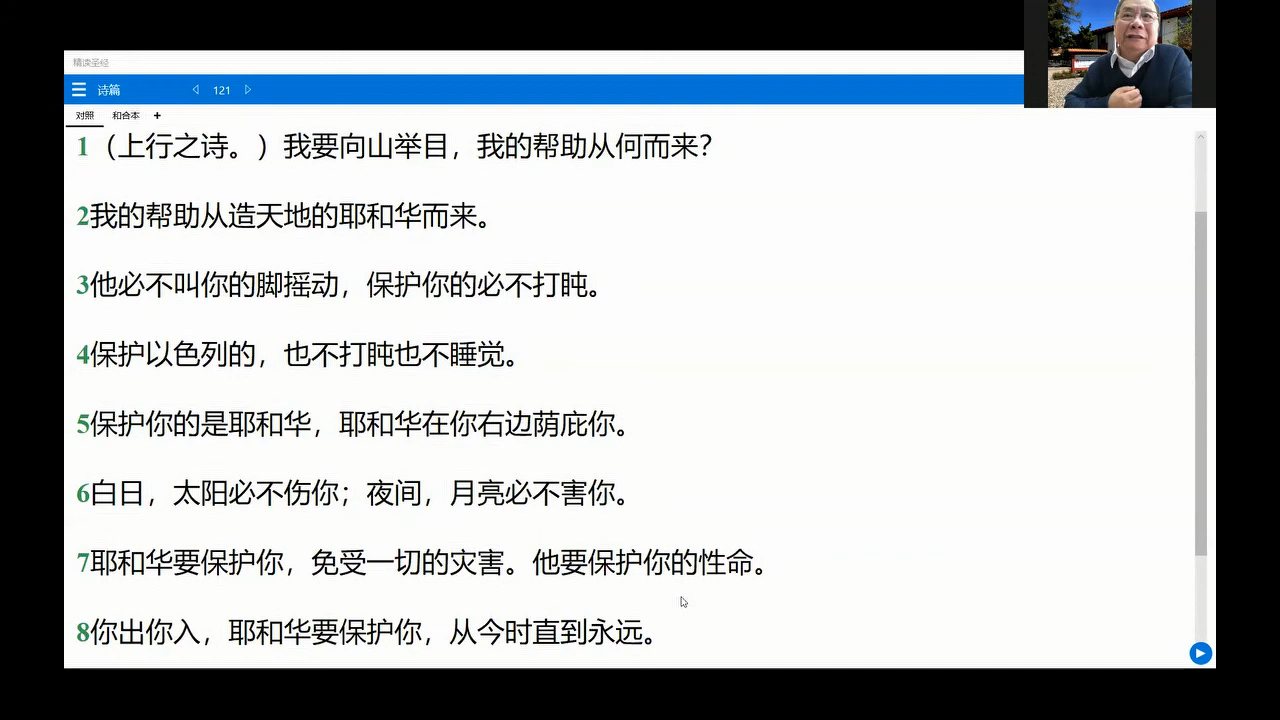 精读圣经
诗篇 121
对照 和合本 +
1（上行之诗。）我要向山举目，我的帮助从何而来？
2我的帮助从造天地的耶和华而来。
3他必不叫你的脚摇动，保护你的必不打盹。
4保护以色列的，也不打盹也不睡觉。
5保护你的是耶和华，耶和华在你右边荫庇你。
6白日，太阳必不伤你；夜间，月亮必不害你。
7耶和华要保护你，免受一切的灾害。他要保护你的性命。
8你出你入，耶和华要保护你，从今时直到永远。